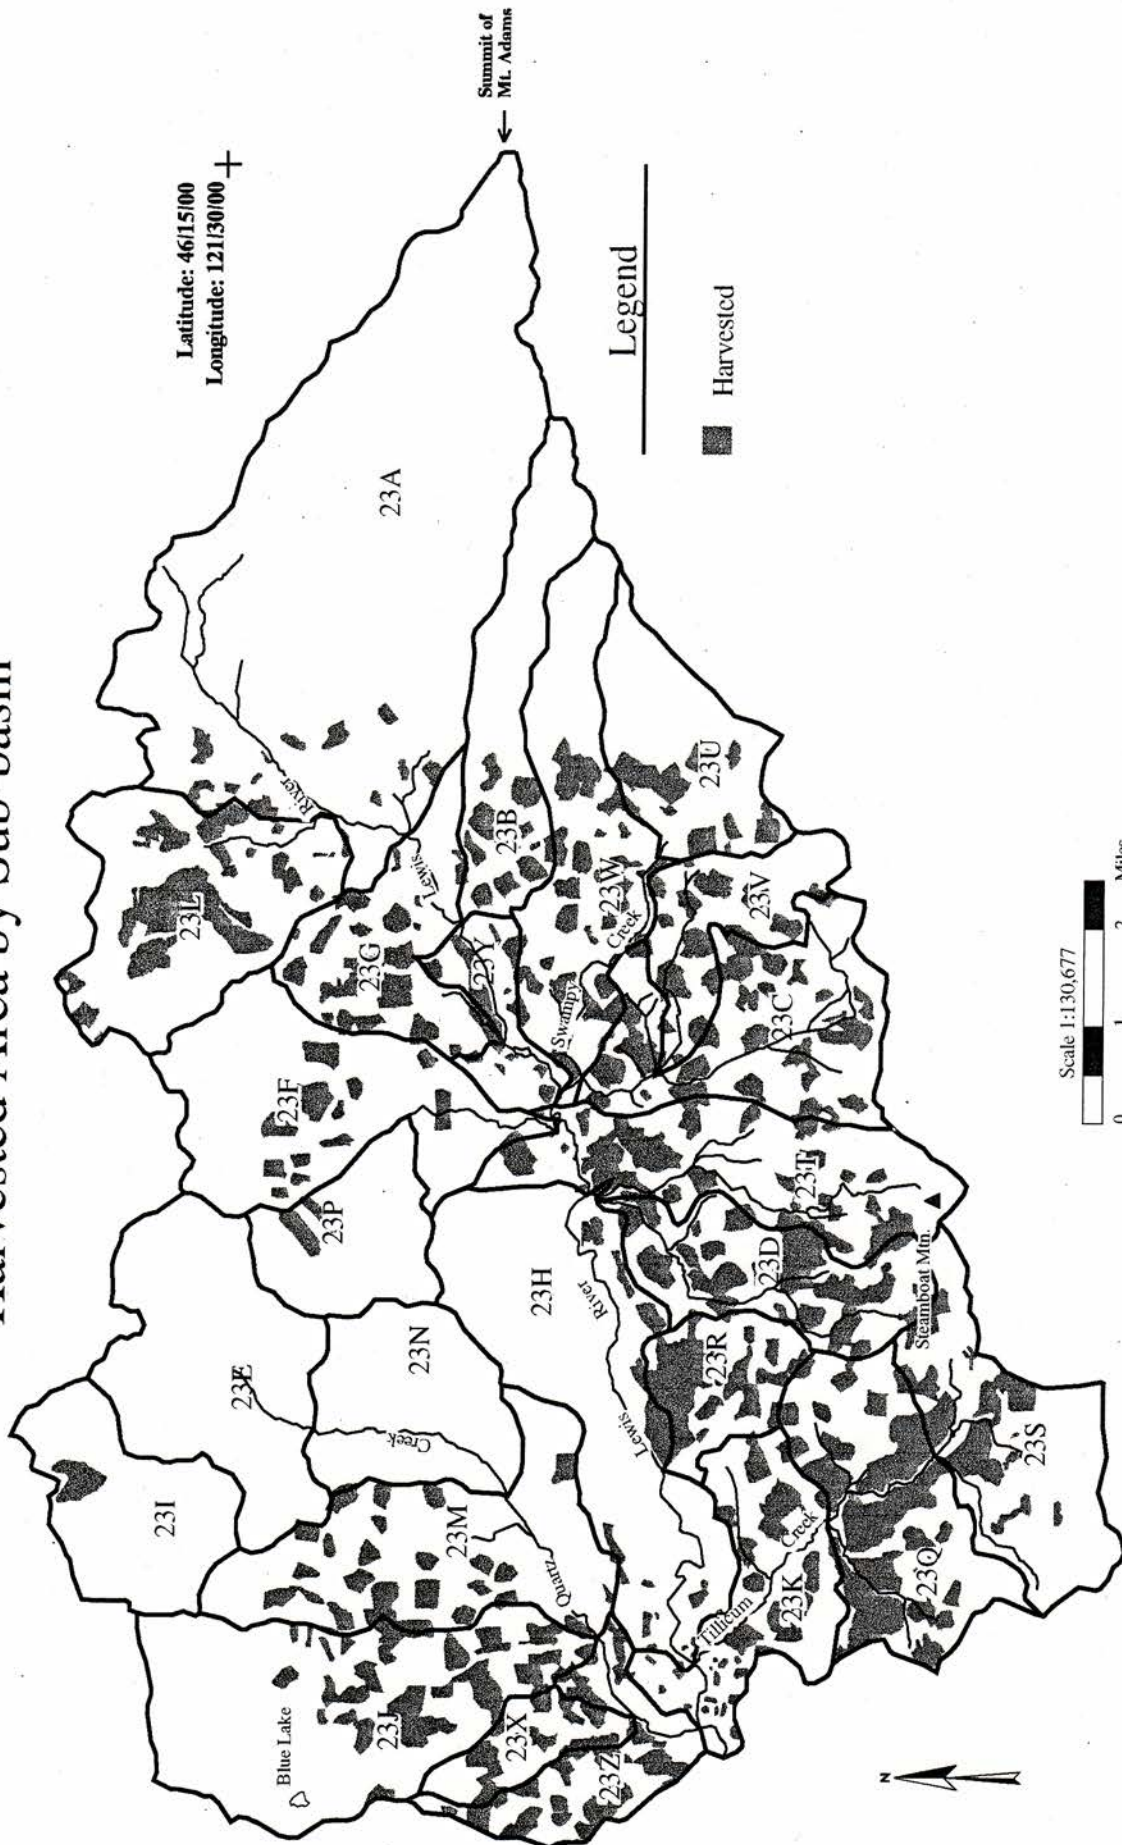 Harvested Area by Sub-basin
Latitude: 46/15/00
Longitude: 121/30/00
Summit of
Mt. Adams
Legend
Harvested
23A
23L
River
Lewis
23B
23U
23G
23Y
23W
Creek
23V
Swampy
23C
23F
23P
23H
River
23T
23D
Steamboat Mtn.
23E
23N
Creek
Lewis
23R
23S
23I
23M
Quartz
Creek
23K
Tillicum
23Q
Blue Lake
23J
23X
23Z
N
Scale 1:130,677
0 1 2 Miles